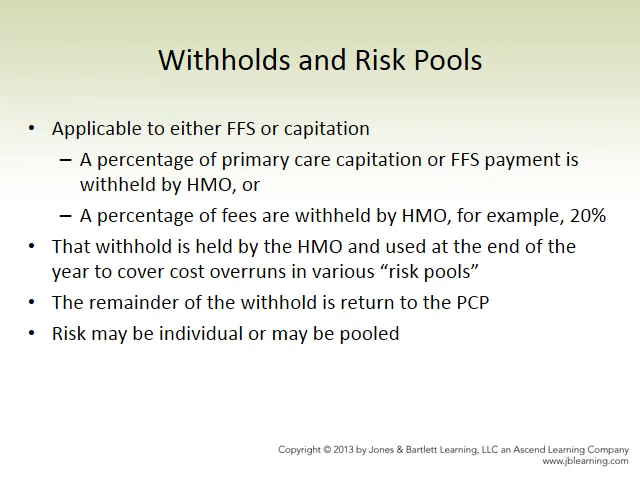 Withholds and Risk Pools
• Applicable to either FFS or capitation
– A percentage of primary care capitation or FFS payment is
withheld by HMO, or
– A percentage of fees are withheld by HMO, for example, 20%
• That withhold is held by the HMO and used at the end of the
year to cover cost overruns in various “risk pools”
• The remainder of the withhold is return to the PCP
• Risk may be individual or may be pooled
Copyright © 2013 by Jones & Bartlett Learning, LLC an Ascend Learning Company
www.jblearning.com